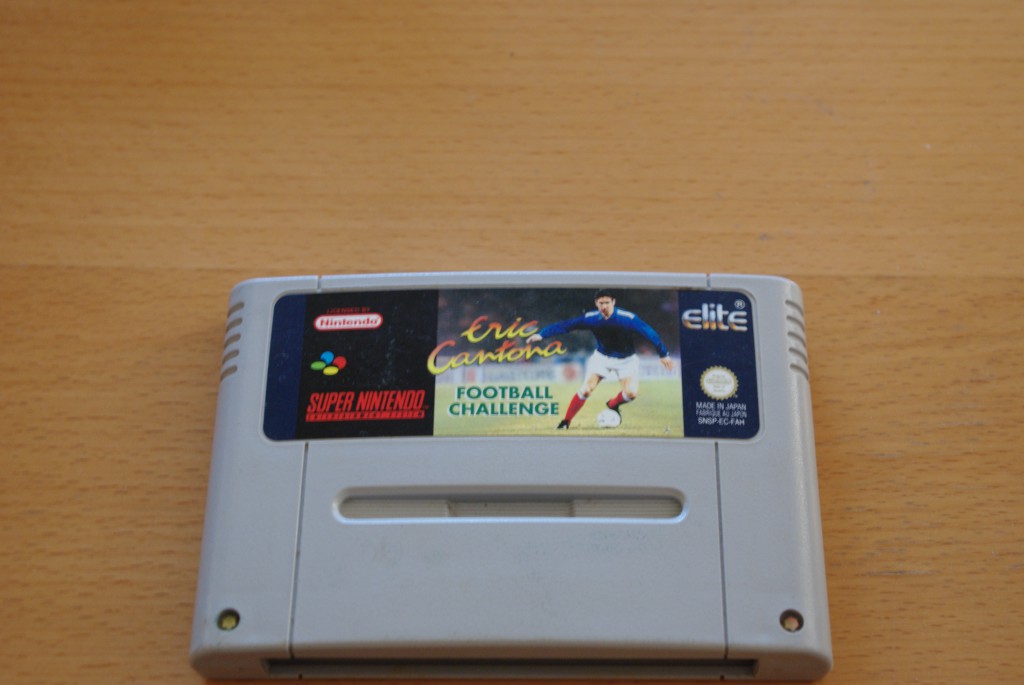 LICENSED BY
Nintendo
SUPER NINTENDO
ENTERTAINMENT SYSTEM
Eric
Cantona
FOOTBALL
CHALLENGE
elite®
MADE IN JAPAN
FABRIQUÉ AU JAPON
SNSP-EC-FAH